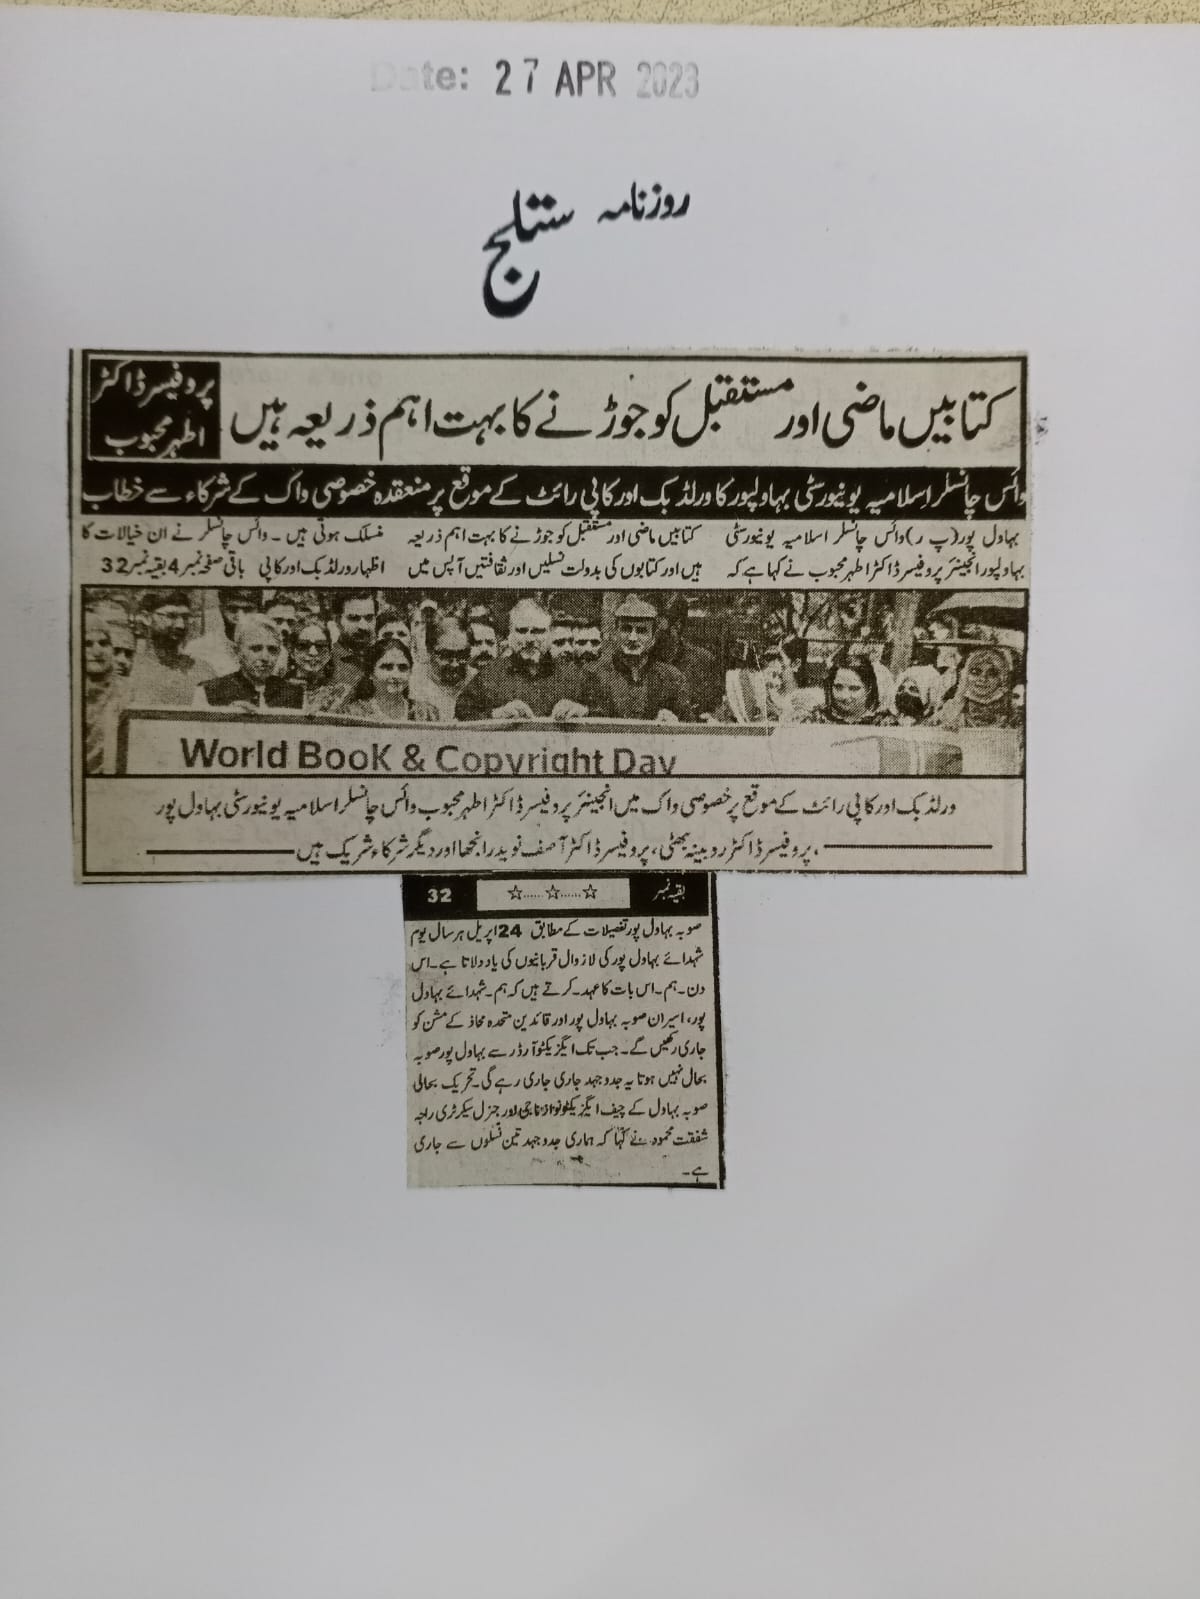 Date: 27 APR 2023
روزنامہ ستلج
کتابیں ماضی اور مستقبل کو جوڑنے کا بہت اہم ذریعہ ہیں
پروفیسر ڈاکٹر
اطہر محبوب
وائس چانسلر اسلامیہ یونیورسٹی بہاولپور کا ورلڈ بک اور کاپی رائٹ کے موقع پر منعقدہ خصوصی واک کے شرکاء سے خطاب
بہاول پور(پ ر)وائس چانسلر اسلامیہ یونیورسٹی
بہاولپور انجینئر پروفیسر ڈاکٹر اطہر محبوب نے کہا ہے کہ
کتابیں ماضی اور مستقبل کو جوڑنے کا بہت اہم ذریعہ
ہیں اور کتابوں کی بدولت نسلیں اور ثقافتیں آپس میں
منسلک ہوتی ہیں ۔ وائس چانسلر نے ان خیالات کا
اظہار ورلڈ بک اور کاپی باقی صفحہ نمبر 4 بقیہ نمبر 32
World BooK & Copyright Day
ورلڈ بک اور کاپی رائٹ کے موقع پر خصوصی واک میں انجینئر پروفیسر ڈاکٹر اطہر محبوب وائس چانسلر اسلامیہ یونیورسٹی بہاول پور
، پروفیسر ڈاکٹر روبینہ بھٹی ، پروفیسر ڈاکٹر آصف نوید رانجھا اور دیگر شرکاء شریک ہیں
بقیہ نمبر ☆......☆......☆ 32
صوبہ بہاول پور تفصیلات کے مطابق 24 اپریل ہر سال یوم
شہدائے بہاول پور کی لازوال قربانیوں کی یاد دلاتا ہے۔ اس
دن۔ ہم۔ اس بات کا عہد۔ کرتے ہیں کہ ہم۔ شہدائے بہاول
پور، اسیران صوبہ بہاول پور اور قائدین متحدہ محاذ کے مشن کو
جاری رکھیں گے۔ جب تک ایگزیکٹو آرڈر سے بہاول پور صوبہ
بحال نہیں ہوتا یہ جدوجہد جاری جاری رہے گی۔ تحریک بحالی
صوبہ بہاول کے چیف ایگزیکٹو نواز ناجی اور جنرل سیکرٹری راجہ
شفقت محمود نے کہا کہ ہماری جدوجہد تین نسلوں سے جاری
ہے۔